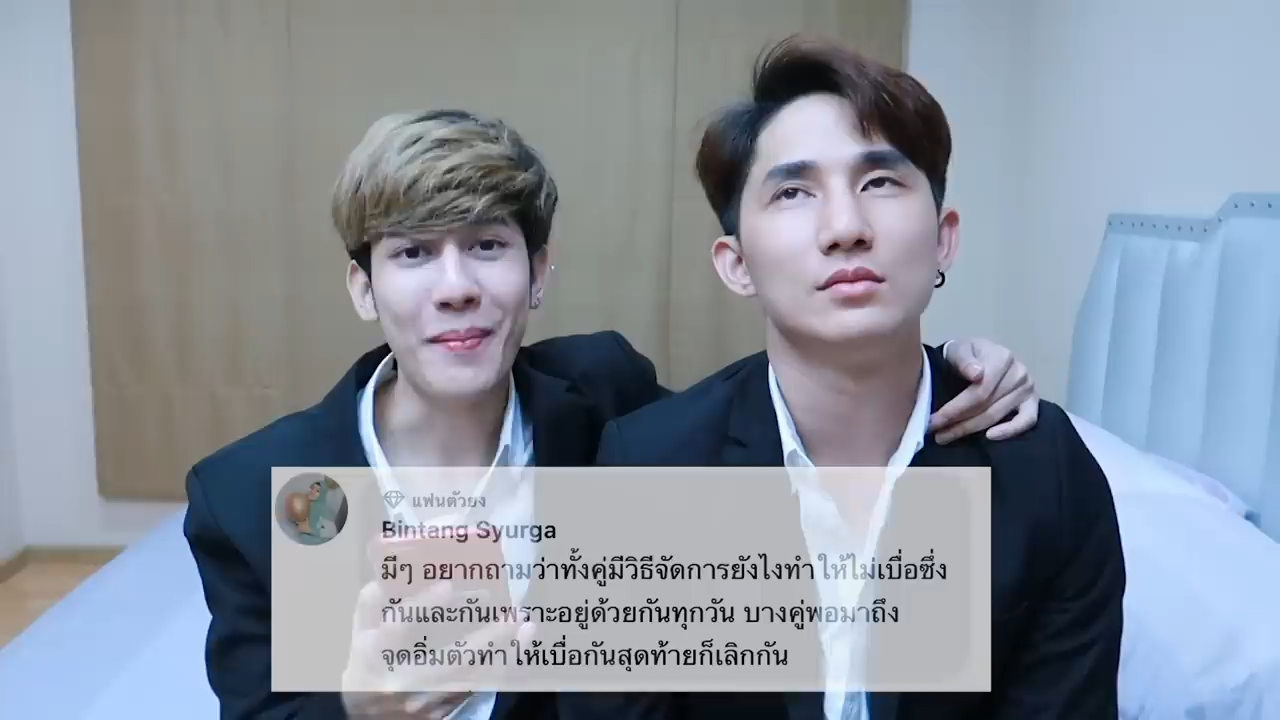 แฟนตัวยง
Bintang Syurga
มีๆ อยากถามว่าทั้งคู่มีวิธีจัดการยังไงทำให้ไม่เบื่อซึ่ง
กันและกันเพราะอยู่ด้วยกันทุกวัน บางคู่พอมาถึง
จุดอิ่มตัวทำให้เบื่อกันสุดท้ายก็เลิกกัน